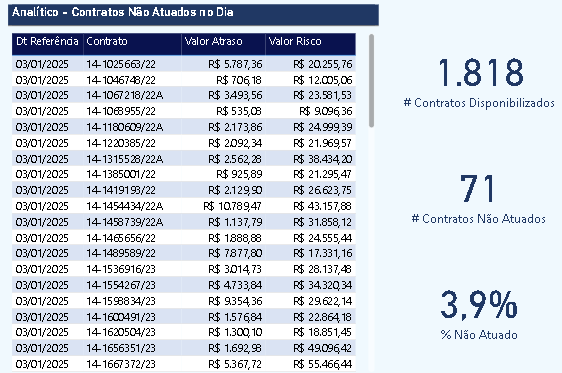 Analítico - Contratos Não Atuados no Dia
Dt Referência Contrato Valor Atraso Valor Risco
03/01/2025 14-1025663/22 R$ 5.787,36 R$ 20.255,76
03/01/2025 14-1046748/22 R$ 706,18 R$ 12.005,06
03/01/2025 14-1067218/22A R$ 3.493,56 R$ 23.581,53
03/01/2025 14-1068955/22 R$ 535,08 R$ 9.096,36
03/01/2025 14-1180609/22A R$ 2.173,86 R$ 24.999,39
03/01/2025 14-1220385/22 R$ 2.092,34 R$ 21.969,57
03/01/2025 14-1315528/22A R$ 2.562,28 R$ 38.434,20
03/01/2025 14-1385001/22 R$ 925,89 R$ 21.295,47
03/01/2025 14-1419193/22 R$ 2.129,90 R$ 26.623,75
03/01/2025 14-1454434/22A R$ 10.789,47 R$ 43.157,88
03/01/2025 14-1458739/22A R$ 1.137,79 R$ 31.858,12
03/01/2025 14-1465656/22 R$ 1.888,88 R$ 24.555,44
03/01/2025 14-1489589/22 R$ 7.877,80 R$ 17.331,16
03/01/2025 14-1536916/23 R$ 3.014,73 R$ 28.137,48
03/01/2025 14-1554267/23 R$ 4.733,84 R$ 34.320,34
03/01/2025 14-1598834/23 R$ 9.354,36 R$ 29.622,14
03/01/2025 14-1600491/23 R$ 1.576,84 R$ 22.864,18
03/01/2025 14-1620504/23 R$ 1.300,10 R$ 18.851,45
03/01/2025 14-1656351/23 R$ 1.692,98 R$ 49.096,42
03/01/2025 14-1667372/23 R$ 5.367,72 R$ 55.466,44
1.818
# Contratos Disponibilizados
71
# Contratos Não Atuados
3,9%
% Não Atuado